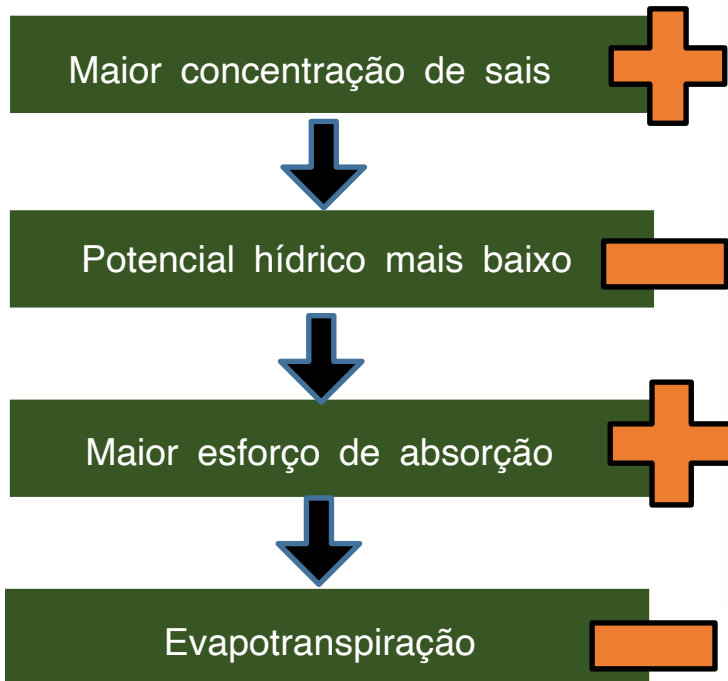 Maior concentração de sais
Potencial hídrico mais baixo
Maior esforço de absorção
Evapotranspiração